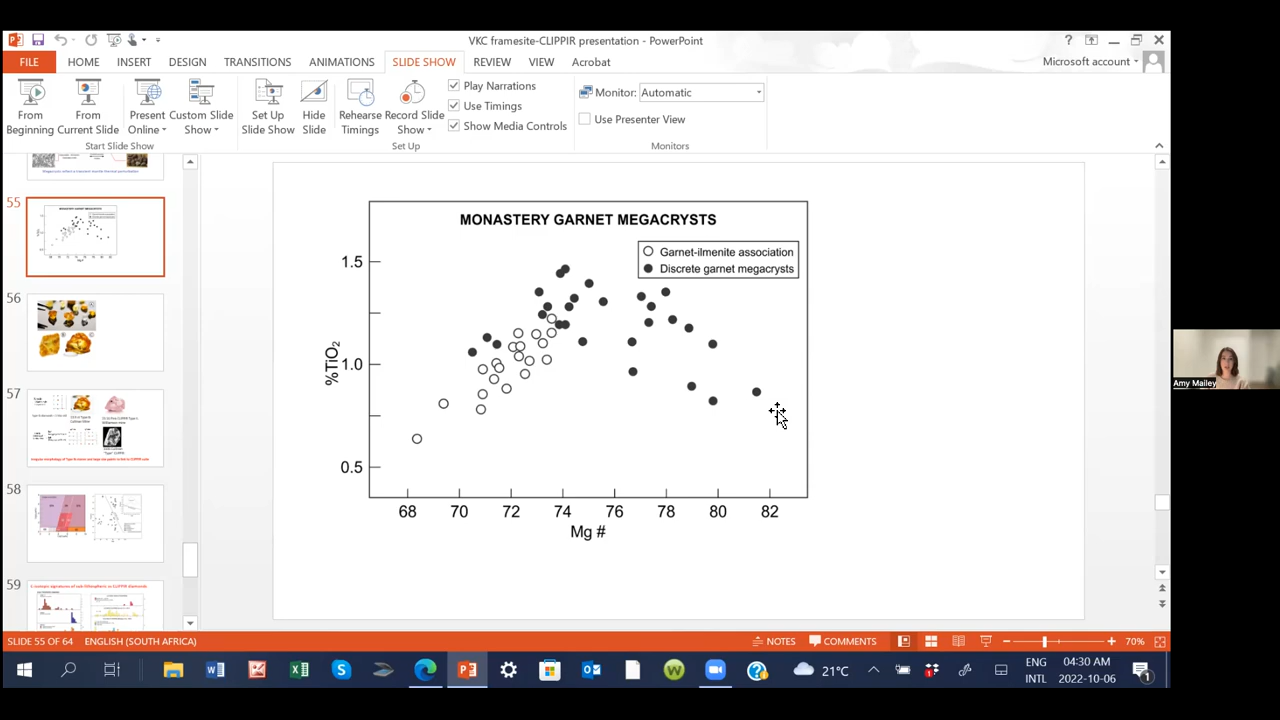 VKC framesite-CLIPPIR presentation - PowerPoint
?
FILE HOME INSERT DESIGN TRANSITIONS ANIMATIONS SLIDE SHOW REVIEW VIEW Acrobat
Microsoft account
From Beginning
From Current Slide
Present Online
Custom Slide Show
Set Up Slide Show
Hide Slide
Rehearse Timings
Record Slide Show
Play Narrations
Use Timings
Show Media Controls
Monitor: Automatic
Use Presenter View
Start Slide Show
Set Up
Monitors
55
56
57
58
59
MONASTERY GARNET MEGACRYSTS
Garnet-ilmenite association
Discrete garnet megacrysts
1.5
1.0
0.5
%TiO₂
68 70 72 74 76 78 80 82
Mg #
Amy Mailey
SLIDE 55 OF 64 ENGLISH (SOUTH AFRICA)
NOTES COMMENTS 70%
21°C
ENG
INTL
04:30 AM
2022-10-06
1